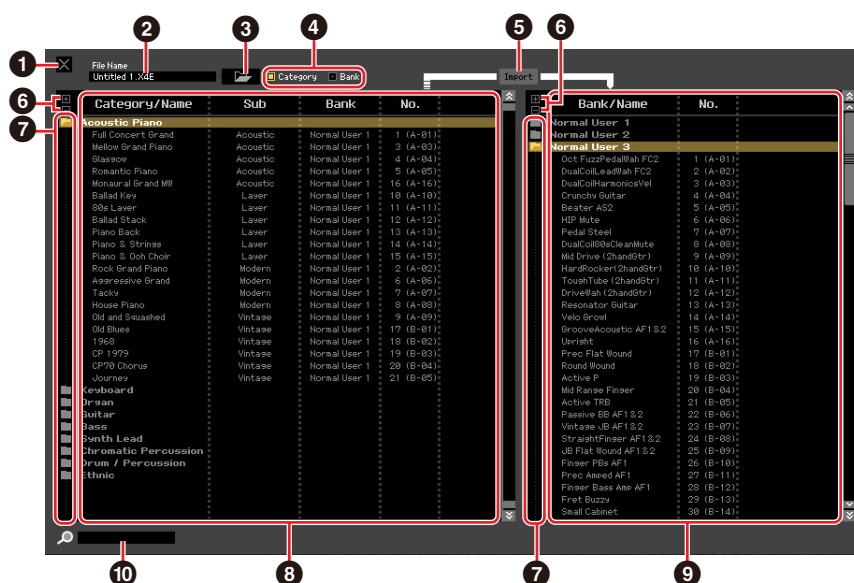 2 3 4 5 6
1 File Name
Untitled 1.X4E
Category Bank Import
6 Category/Name Sub Bank No.
7 Acoustic Piano
Full Concert Grand Acoustic Normal User 1 1 (A-01)
Mellow Grand Piano Acoustic Normal User 1 3 (A-03)
Glasgow Acoustic Normal User 1 4 (A-04)
Romantic Piano Acoustic Normal User 1 5 (A-05)
Monaural Grand MW Acoustic Normal User 1 16 (A-16)
Ballad Key Layer Normal User 1 10 (A-10)
80s Layer Layer Normal User 1 11 (A-11)
Ballad Stack Layer Normal User 1 12 (A-12)
Piano Back Layer Normal User 1 13 (A-13)
Piano & Strings Layer Normal User 1 14 (A-14)
Piano & Ooh Choir Layer Normal User 1 15 (A-15)
Rock Grand Piano Modern Normal User 1 2 (A-02)
Aggressive Grand Modern Normal User 1 6 (A-06)
Tacky Modern Normal User 1 7 (A-07)
House Piano Modern Normal User 1 8 (A-08)
Old and Squashed Vintage Normal User 1 9 (A-09)
Old Blues Vintage Normal User 1 17 (B-01)
1968 Vintage Normal User 1 18 (B-02)
CP 1979 Vintage Normal User 1 19 (B-03)
CP70 Chorus Vintage Normal User 1 20 (B-04)
Journey Vintage Normal User 1 21 (B-05)
Keyboard
Organ
Guitar
Bass
Synth Lead
Chromatic Percussion
Drum / Percussion
Ethnic
Bank/Name No.
Normal User 1
Normal User 2
Normal User 3
Oct FuzzPedalWah FC2 1 (A-01)
DualCoilLeadWah FC2 2 (A-02)
DualCoilHarmonicsVel 3 (A-03)
Crunchy Guitar 4 (A-04)
Beater AS2 5 (A-05)
HIP Mute 6 (A-06)
Pedal Steel 7 (A-07)
DualCoil80sCleanMute 8 (A-08)
Mid Drive (2handGtr) 9 (A-09)
HardRocker(2handGtr) 10 (A-10)
ToughTube (2handGtr) 11 (A-11)
DriveWah (2handGtr) 12 (A-12)
Resonator Guitar 13 (A-13)
Velo Growl 14 (A-14)
GrooveAcoustic AF1&2 15 (A-15)
Upright 16 (A-16)
Prec Flat Wound 17 (B-01)
Round Wound 18 (B-02)
Active P 19 (B-03)
Mid Range Finger 20 (B-04)
Active TRB 21 (B-05)
Passive BB AF1&2 22 (B-06)
Vintage JB AF1&2 23 (B-07)
StraightFinger AF1&2 24 (B-08)
JB Flat Wound AF1&2 25 (B-09)
Finger PBs AF1 26 (B-10)
Prec Amped AF1 27 (B-11)
Finger Bass Amp AF1 28 (B-12)
Fret Buzzy 29 (B-13)
Small Cabinet 30 (B-14)
10 8 7 9